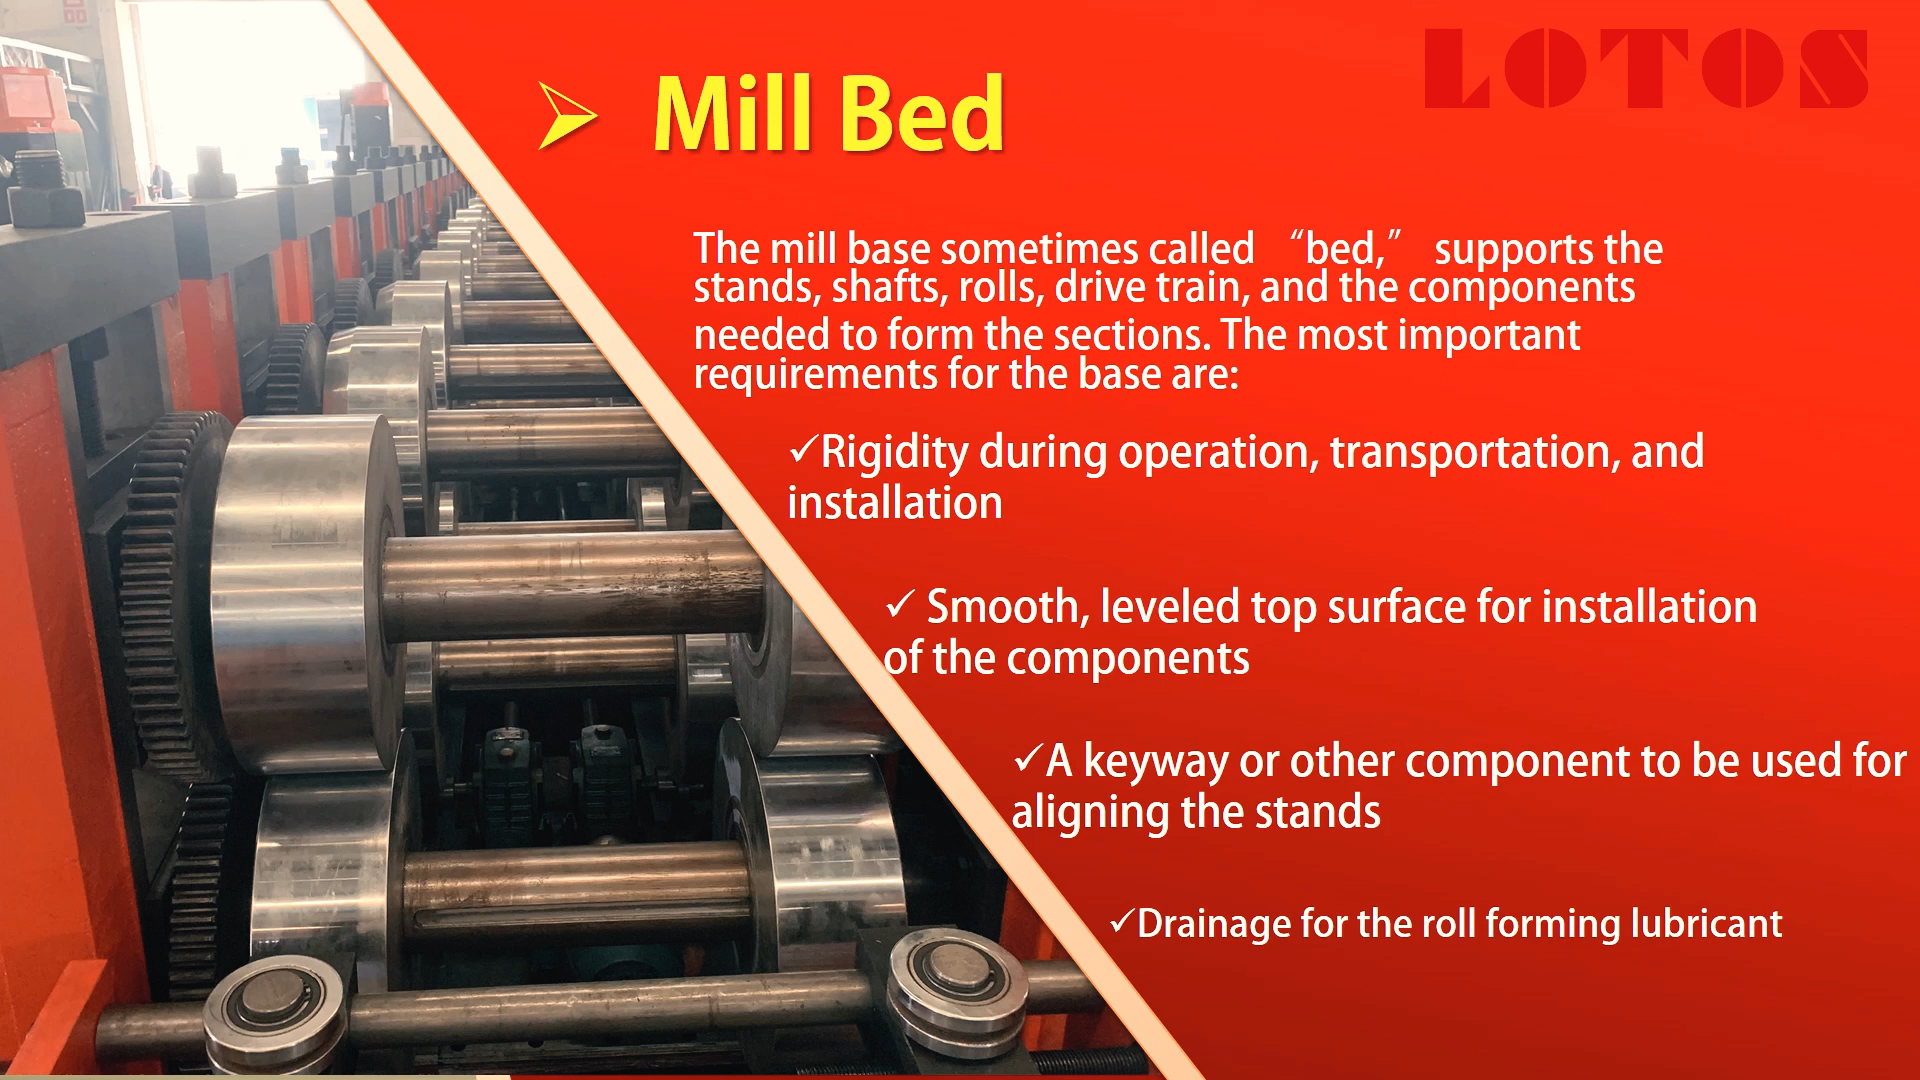 LOTOS
➢ Mill Bed
The mill base sometimes called “bed,” supports the
stands, shafts, rolls, drive train, and the components
needed to form the sections. The most important
requirements for the base are:
✓Rigidity during operation, transportation, and
installation
✓ Smooth, leveled top surface for installation
of the components
✓A keyway or other component to be used for
aligning the stands
✓Drainage for the roll forming lubricant